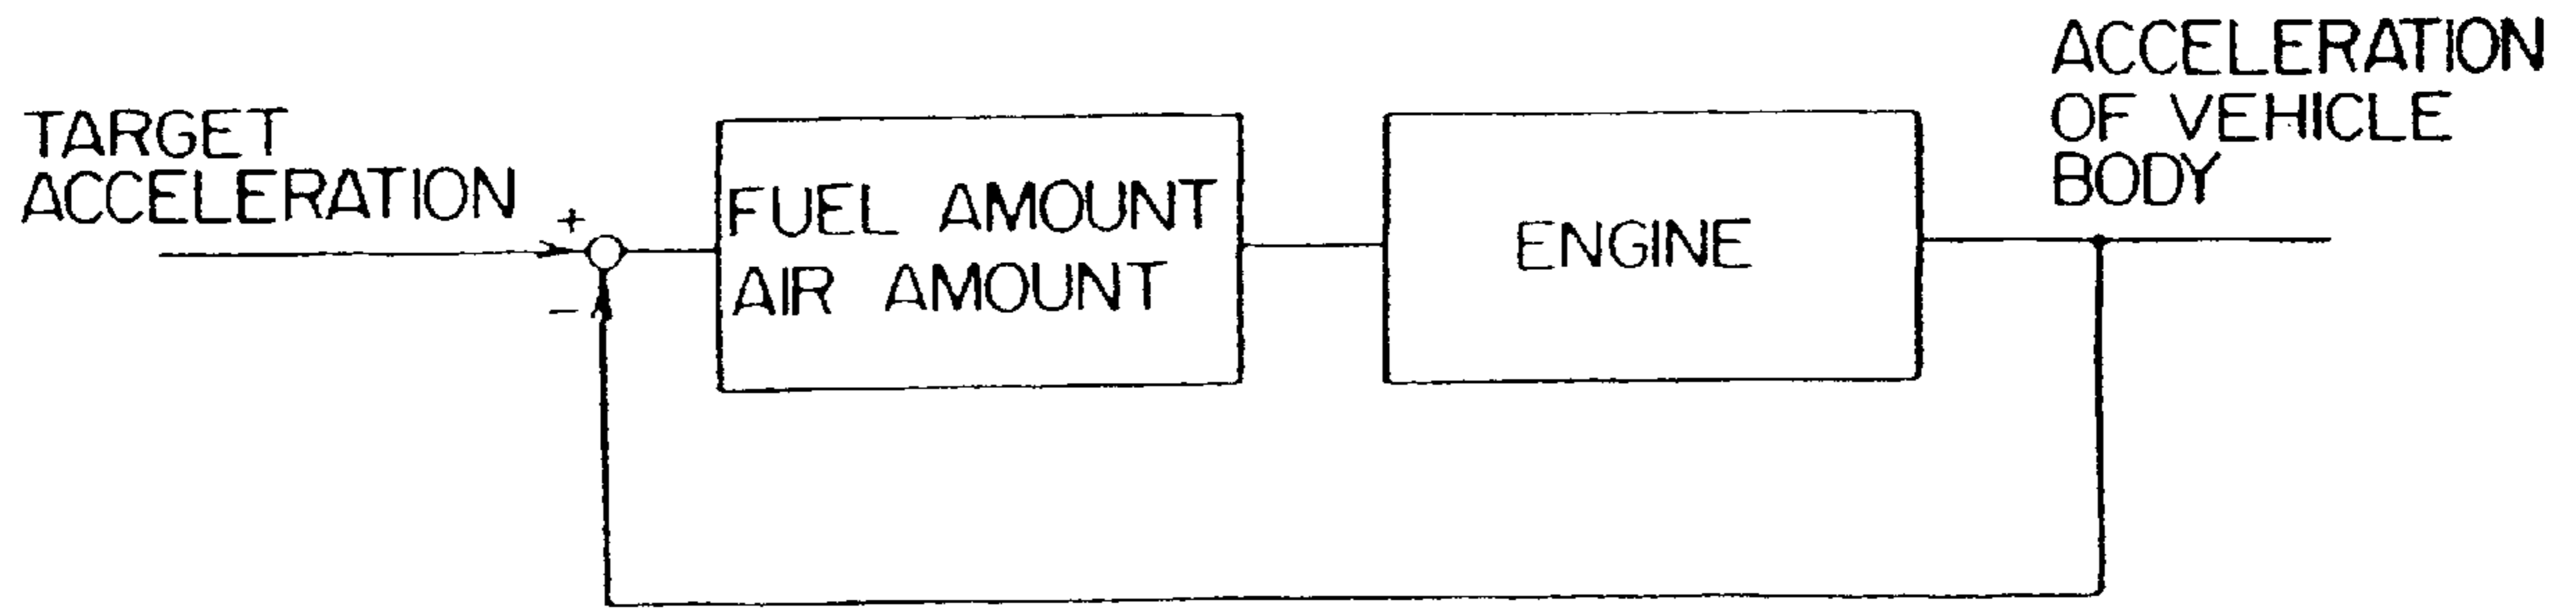 TARGET
ACCELERATION
+
-
FUEL AMOUNT
AIR AMOUNT
ENGINE
ACCELERATION
OF VEHICLE
BODY